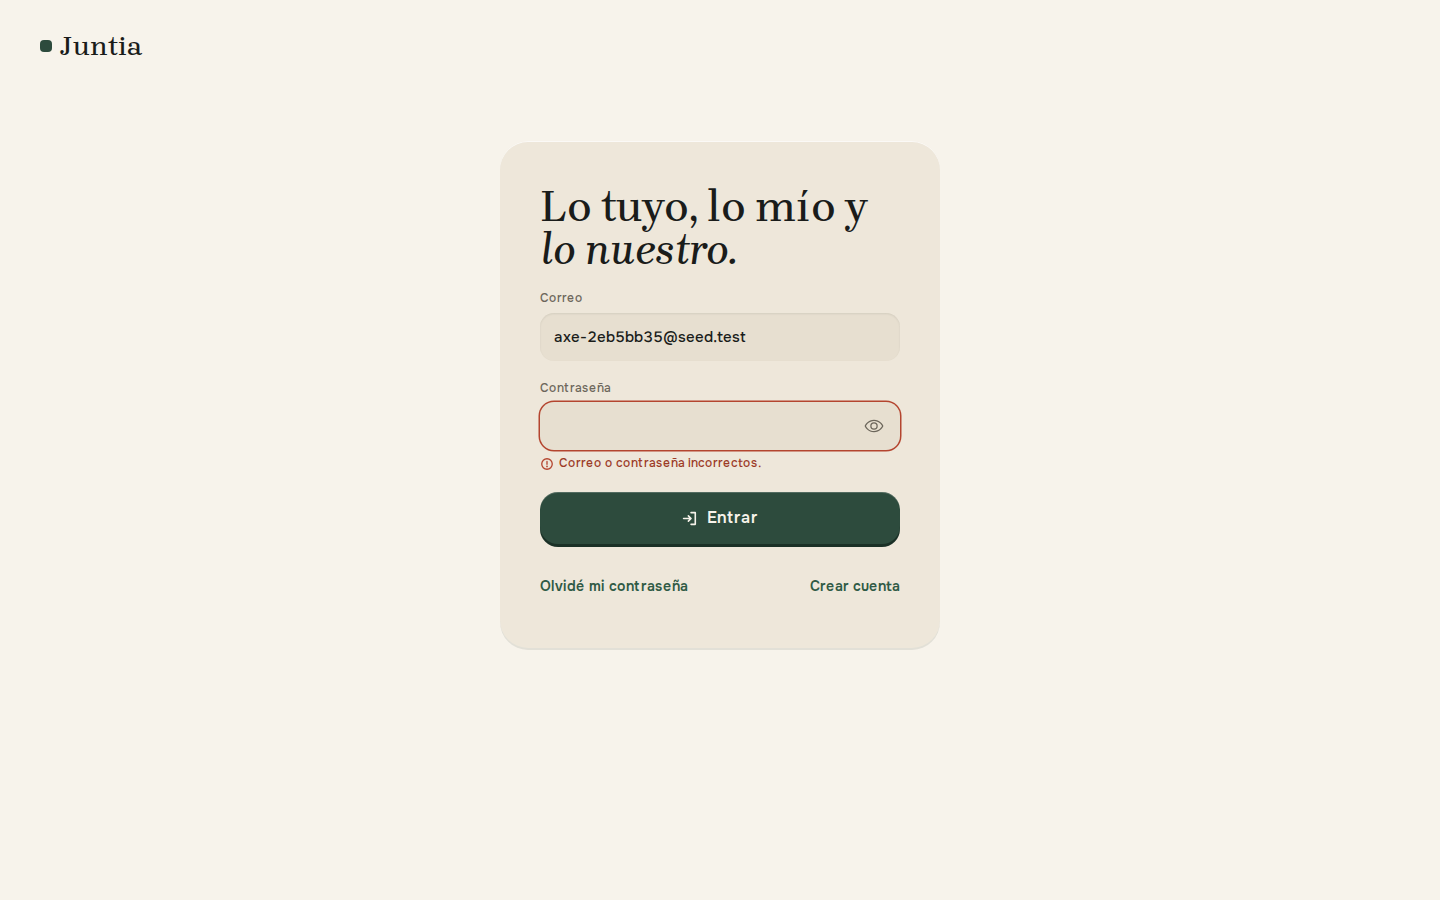 Juntia
Lo tuyo, lo mío y
lo nuestro.
Correo
axe-2eb5bb35@seed.test
Contraseña
Correo o contraseña incorrectos.
Entrar
Olvidé mi contraseña
Crear cuenta